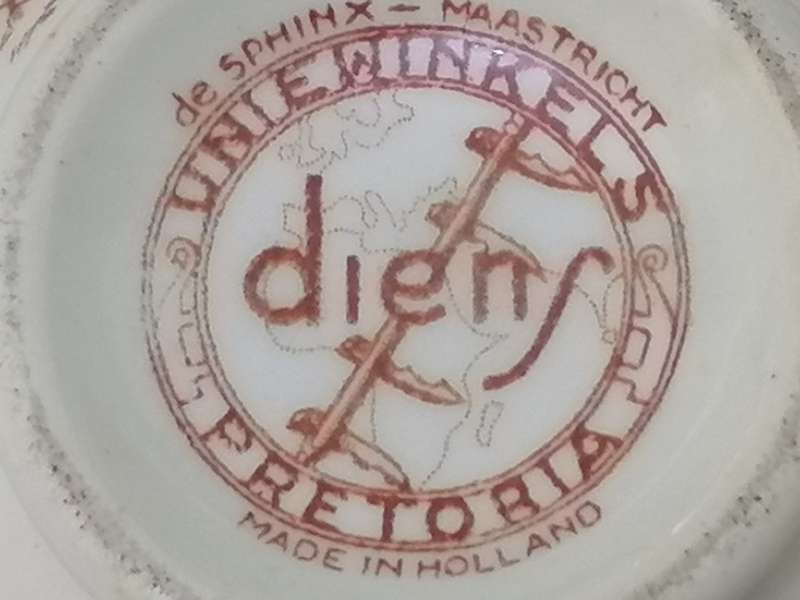 de SPHINX - MAASTRICHT
UNIEWINKELS
diens
PRETORIA
MADE IN HOLLAND